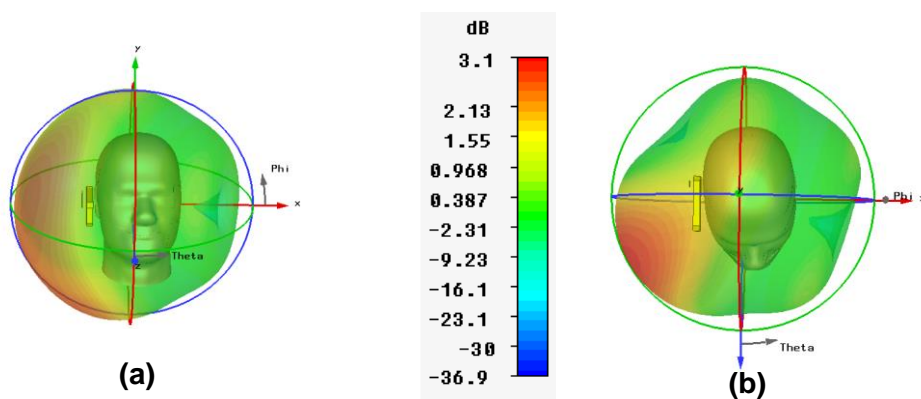 y
Phi
x
z
Theta
(a)
dB
3.1
2.13
1.55
0.968
0.387
-2.31
-9.23
-16.1
-23.1
-30
-36.9
Phi
Theta
(b)